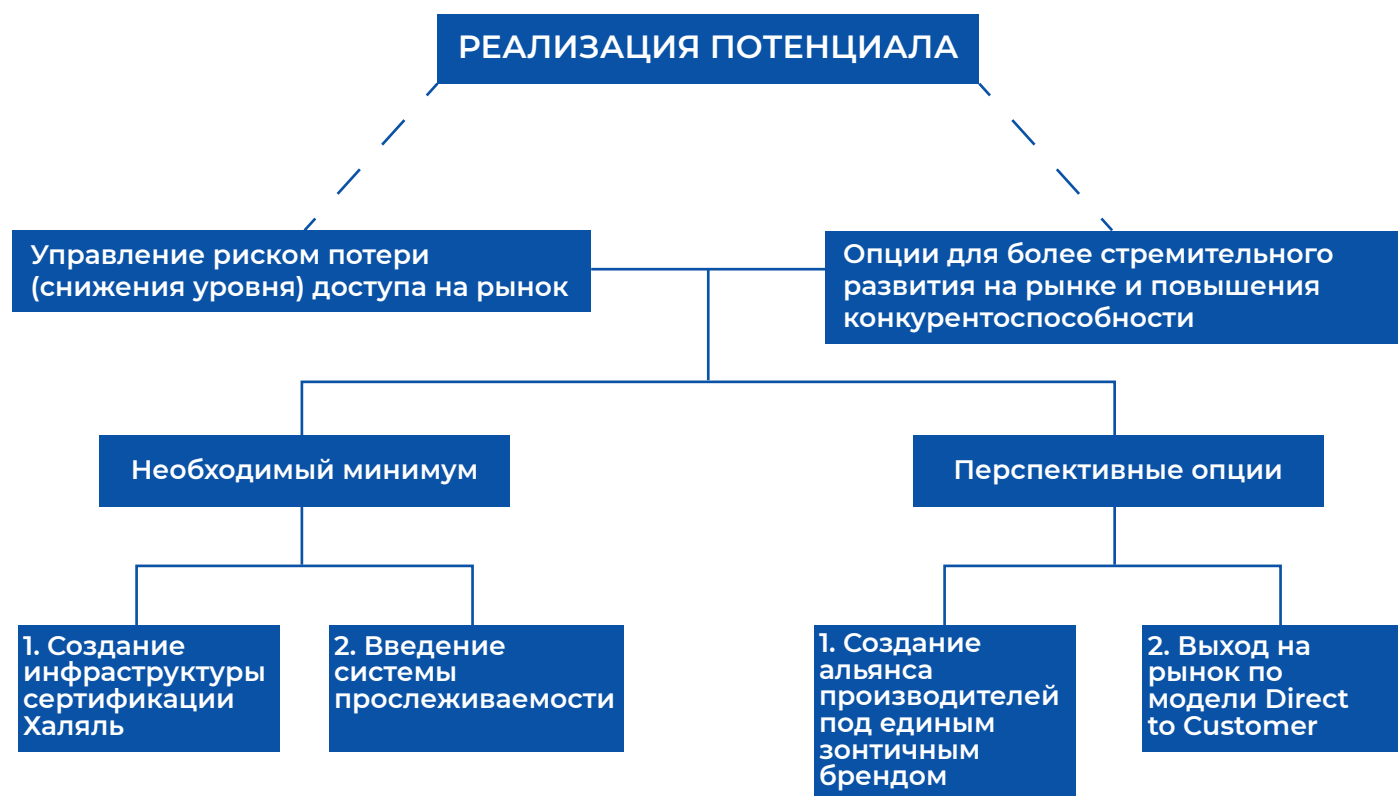 РЕАЛИЗАЦИЯ ПОТЕНЦИАЛА
Управление риском потери
(снижения уровня) доступа на рынок
Опции для более стремительного
развития на рынке и повышения
конкурентоспособности
Необходимый минимум
Перспективные опции
1. Создание
инфраструктуры
сертификации
Халяль
2. Введение
системы
прослеживаемости
1. Создание
альянса
производителей
под единым
зонтичным
брендом
2. Выход на
рынок по
модели Direct
to Customer